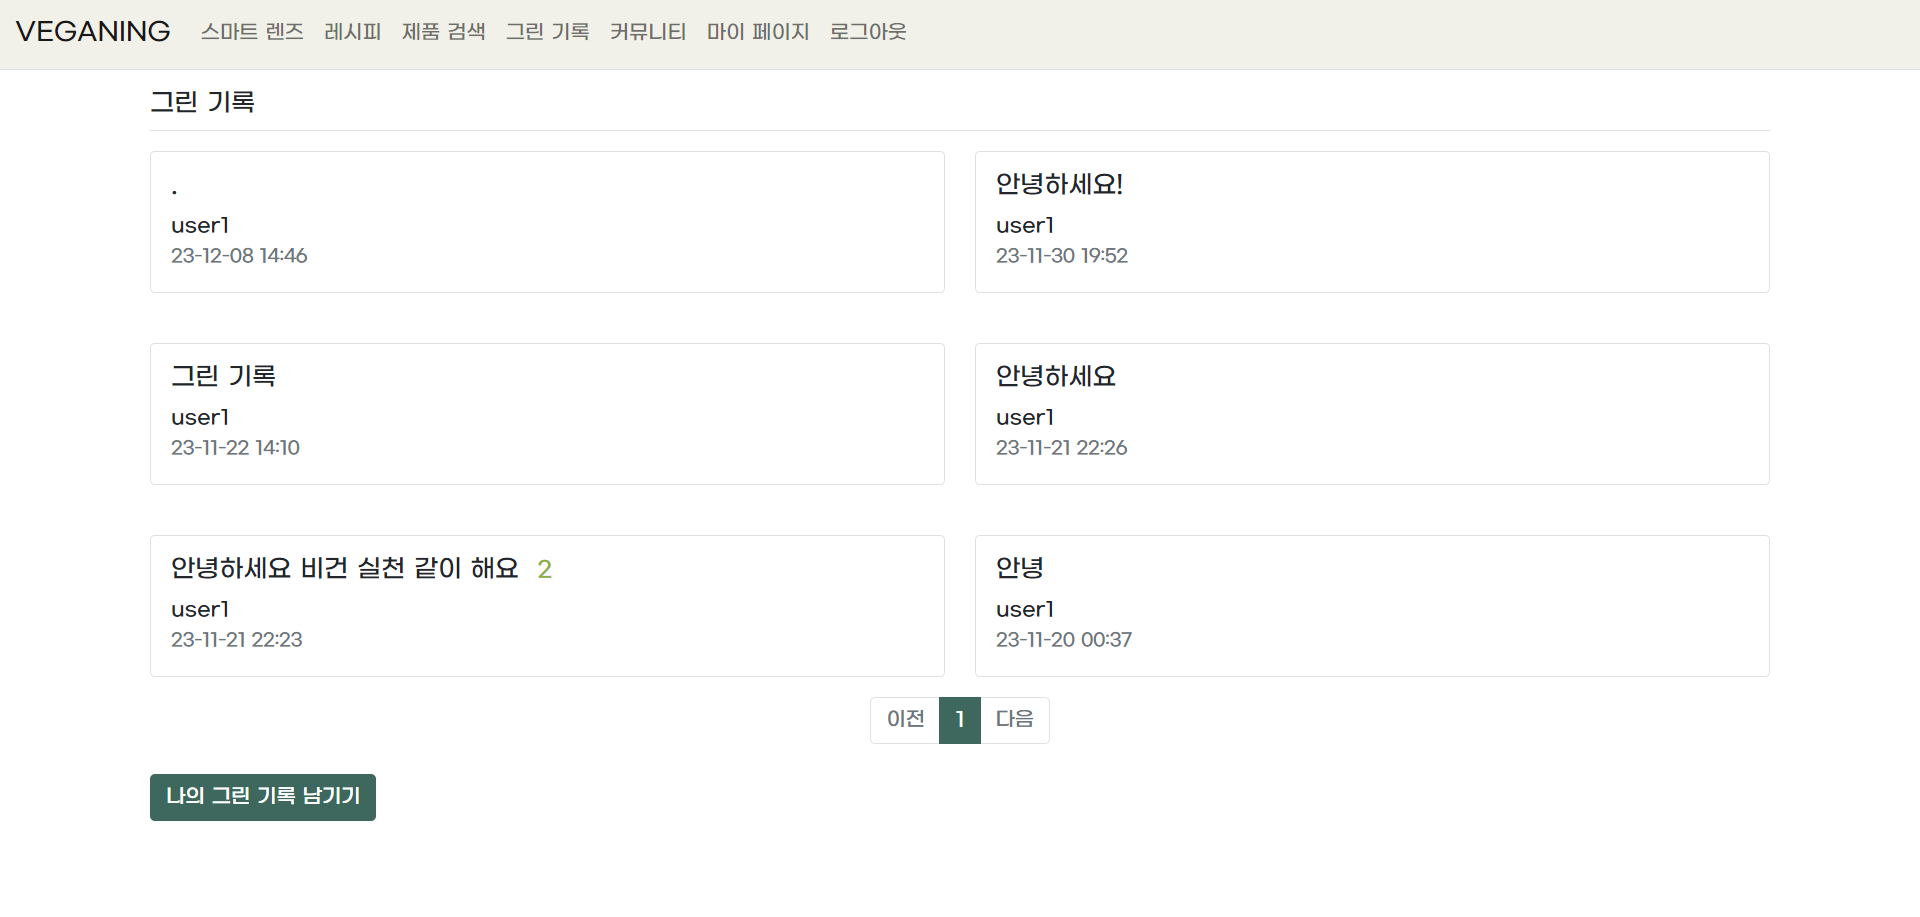 VEGANING 스마트 렌즈 레시피 제품 검색 그린 기록 커뮤니티 마이 페이지 로그아웃
그린 기록
.
user1
23-12-08 14:46
안녕하세요!
user1
23-11-30 19:52
그린 기록
user1
23-11-22 14:10
안녕하세요
user1
23-11-21 22:26
안녕하세요 비건 실천 같이 해요 2
user1
23-11-21 22:23
안녕
user1
23-11-20 00:37
이전 1 다음
나의 그린 기록 남기기